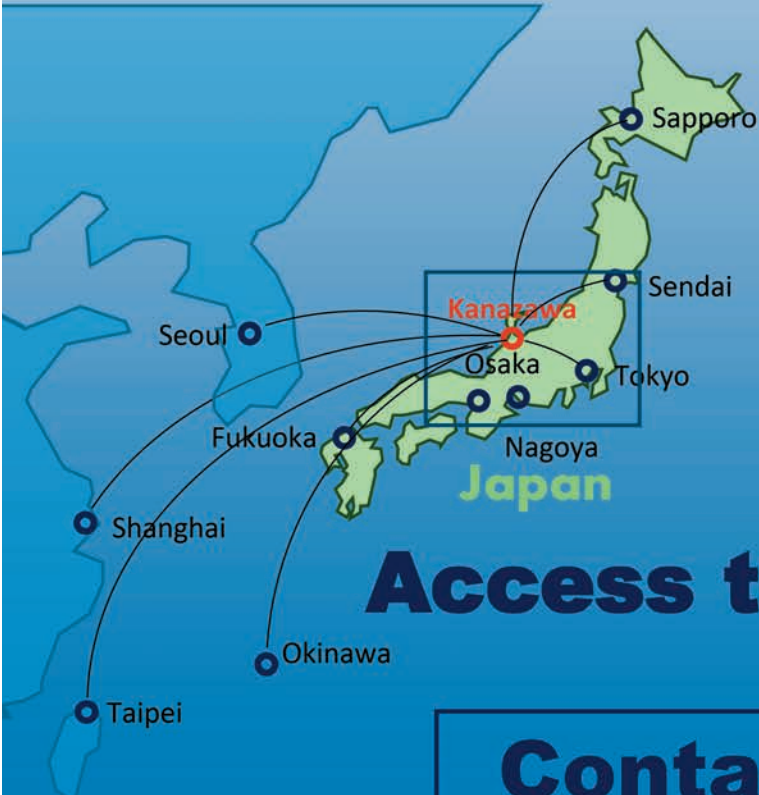 Sapporo
Sendai
Kanazawa
Seoul
Osaka
Tokyo
Fukuoka
Nagoya
Japan
Shanghai
Access t
Okinawa
Taipei
Conta